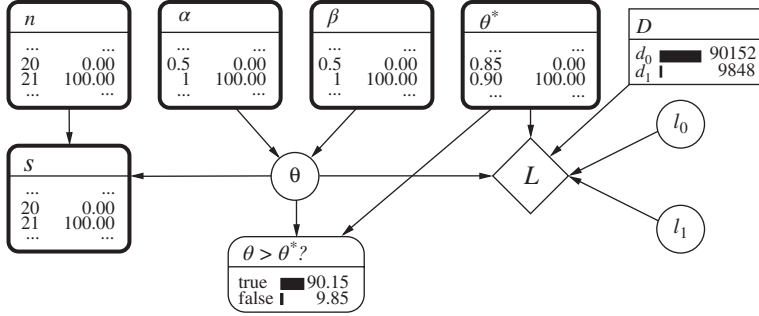 n
... ...
20 0.00
21 100.00
... ...
α
... ...
0.5 0.00
1 100.00
... ...
β
... ...
0.5 0.00
1 100.00
... ...
θ*
... ...
0.85 0.00
0.90 100.00
... ...
D
d₀ 90152
d₁ 9848
l₀
s
... ...
20 0.00
21 100.00
... ...
θ
L
l₁
θ > θ*?
true 90.15
false 9.85